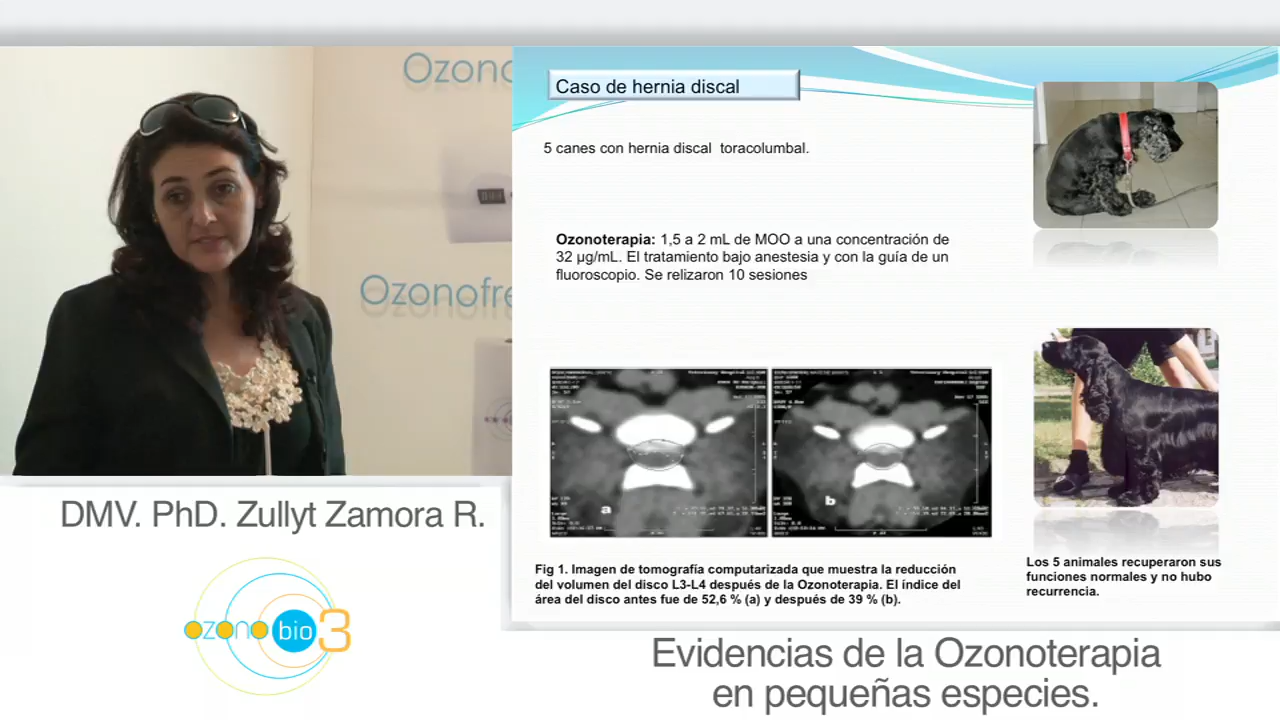 Ozono
Ozonofre
DMV. PhD. Zullyt Zamora R.
ozono bio 3
Caso de hernia discal
5 canes con hernia discal toracolumbal.
Ozonoterapia: 1,5 a 2 mL de MOO a una concentración de
32 µg/mL. El tratamiento bajo anestesia y con la guía de un
fluoroscopio. Se relizaron 10 sesiones
a
b
Fig 1. Imagen de tomografía computarizada que muestra la reducción
del volumen del disco L3-L4 después de la Ozonoterapia. El índice del
área del disco antes fue de 52,6 % (a) y después de 39 % (b).
Los 5 animales recuperaron sus
funciones normales y no hubo
recurrencia.
Evidencias de la Ozonoterapia
en pequeñas especies.